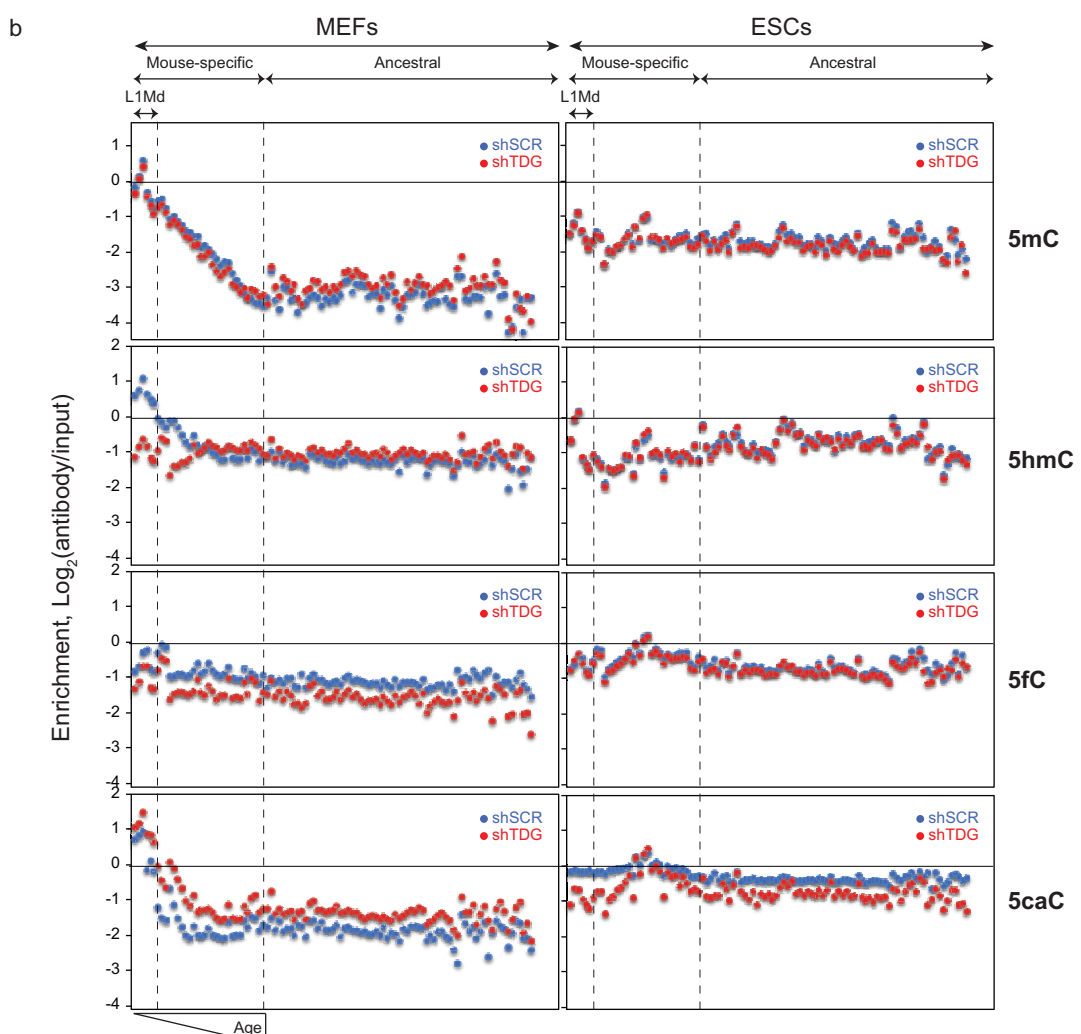 b
MEFs
ESCs
Mouse-specific
Ancestral
Mouse-specific
Ancestral
L1Md
L1Md
Enrichment, Log2(antibody/input)
1
0
-1
-2
-3
-4
shSCR
shTDG
shSCR
shTDG
5mC
2
1
0
-1
-2
-3
-4
shSCR
shTDG
shSCR
shTDG
5hmC
2
1
0
-1
-2
-3
-4
shSCR
shTDG
shSCR
shTDG
5fC
2
1
0
-1
-2
-3
-4
shSCR
shTDG
shSCR
shTDG
5caC
Age